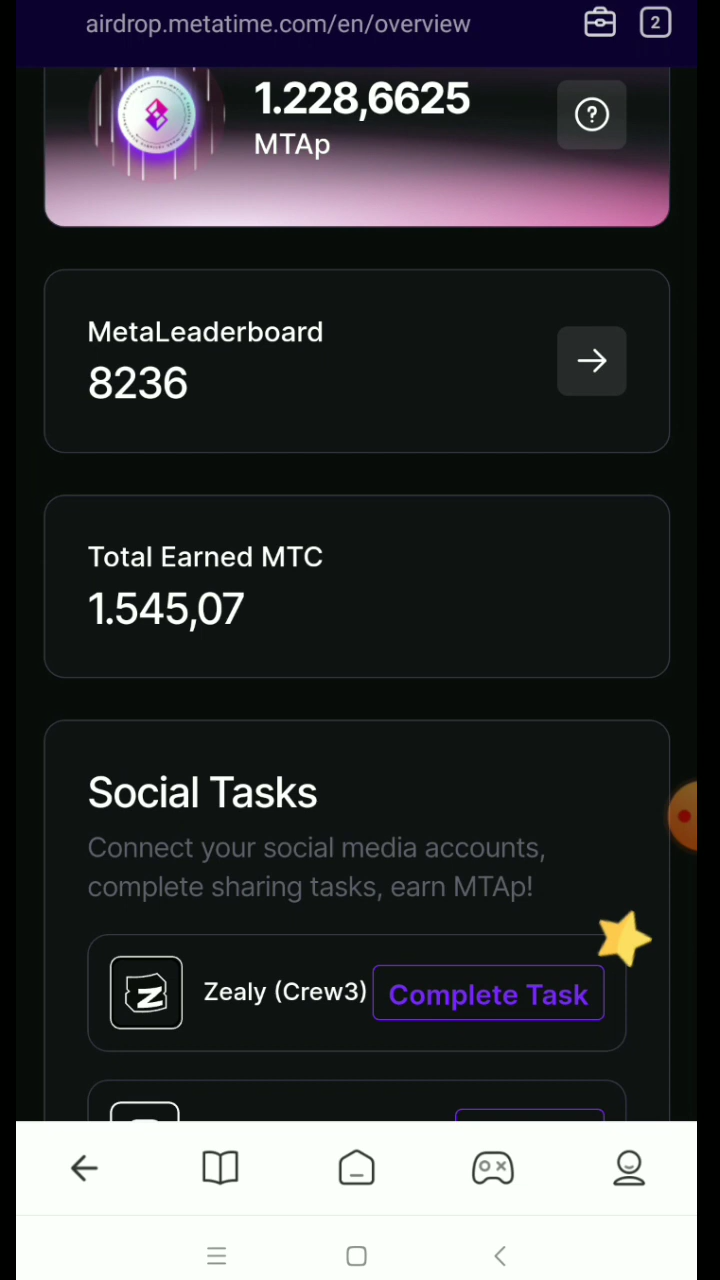 airdrop.metatime.com/en/overview
2
1.228,6625
MTAp
?
MetaLeaderboard
8236
Total Earned MTC
1.545,07
Social Tasks
Connect your social media accounts,
complete sharing tasks, earn MTAp!
Zealy (Crew3)
Complete Task